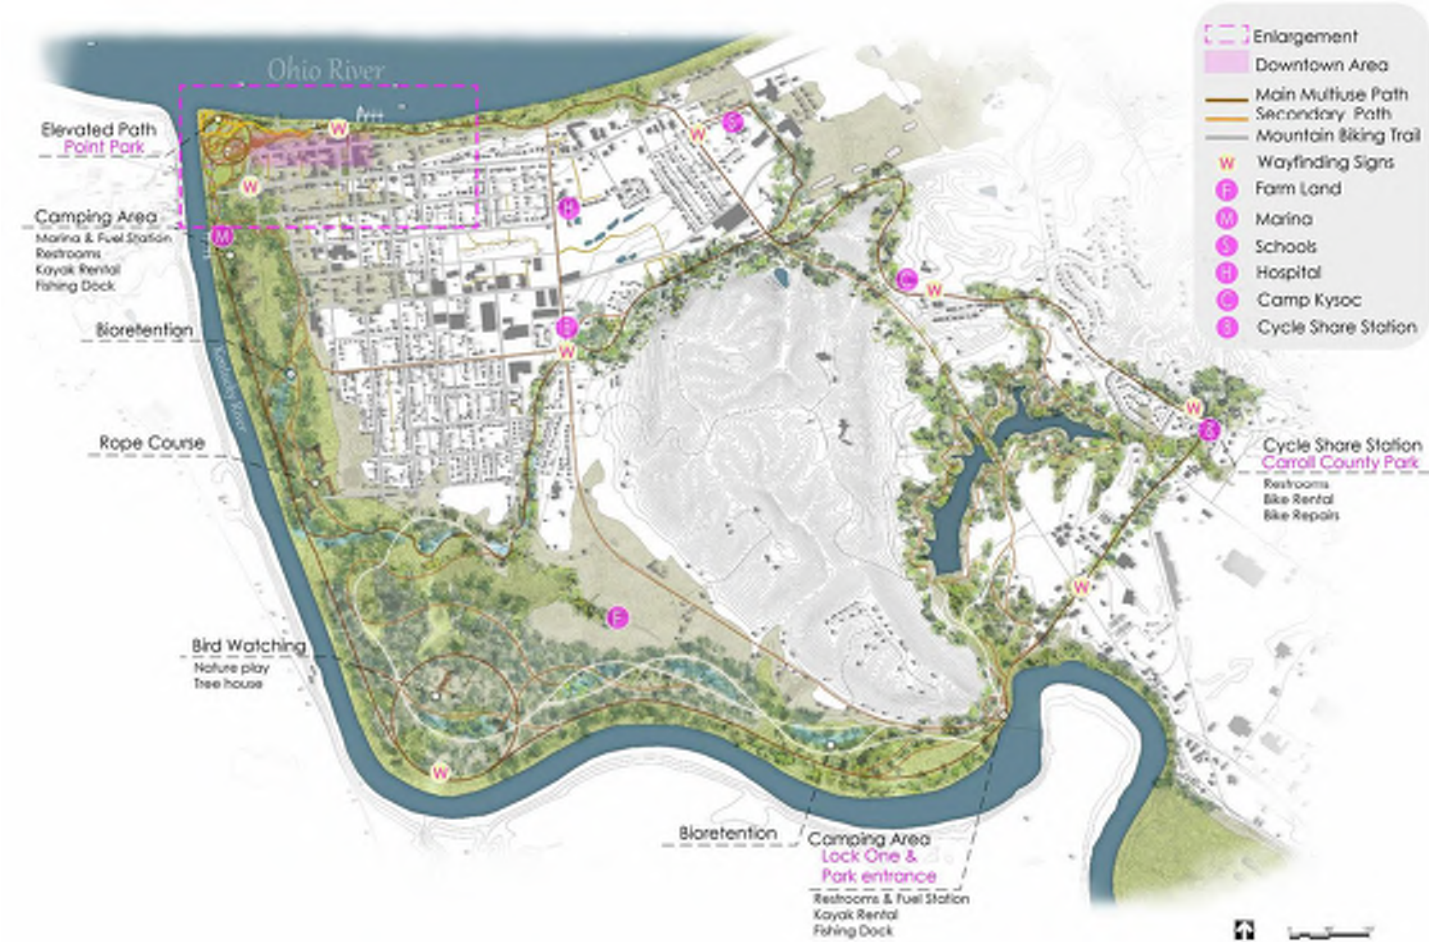 Ohio River
Elevated Path
Point Park
Camping Area
Marina & Fuel Station
Restrooms
Kayak Rental
Fishing Dock
Bioretention
Kentucky River
Rope Course
Bird Watching
Nature play
Tree house
Bioretention
Camping Area
Lock One &
Park entrance
Restrooms & Fuel Station
Kayak Rental
Fishing Dock
Cycle Share Station
Carroll County Park
Restrooms
Bike Rental
Bike Repairs
Enlargement
Downtown Area
Main Multiuse Path
Secondary Path
Mountain Biking Trail
W Wayfinding Signs
F Farm Land
M Marina
S Schools
H Hospital
C Camp Kysoc
B Cycle Share Station
W
W
W
S
H
M
C
W
B
W
W
W
F
W